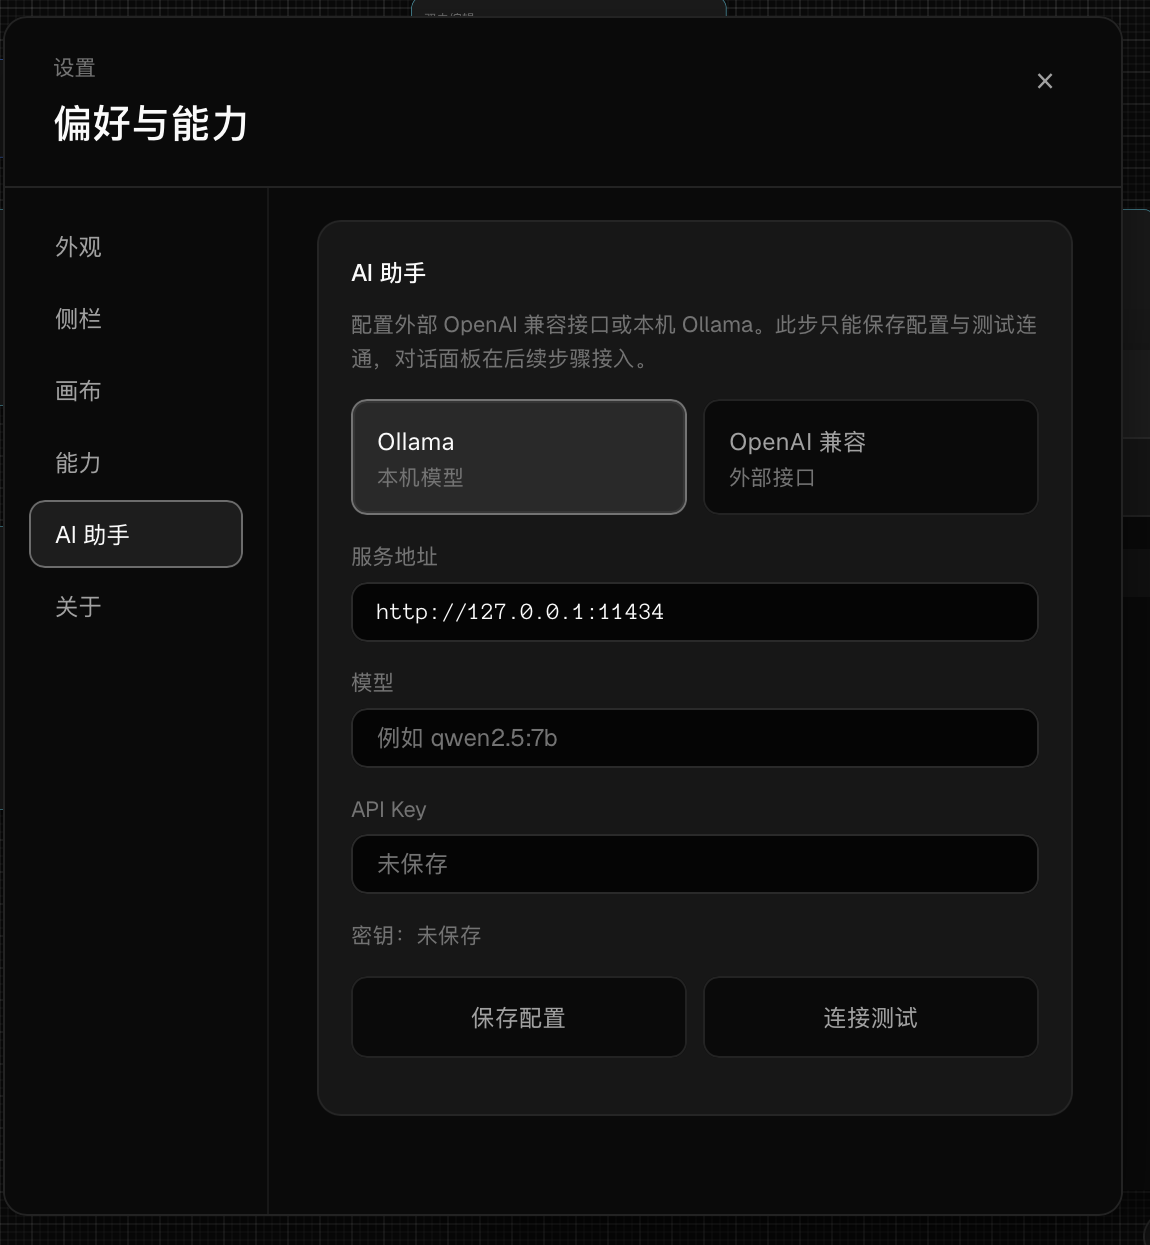 设置
偏好与能力
×
外观
侧栏
画布
能力
AI 助手
关于
AI 助手
配置外部 OpenAI 兼容接口或本机 Ollama。此步只能保存配置与测试连
通，对话面板在后续步骤接入。
Ollama
本机模型
OpenAI 兼容
外部接口
服务地址
http://127.0.0.1:11434
模型
例如 qwen2.5:7b
API Key
未保存
密钥：未保存
保存配置
连接测试